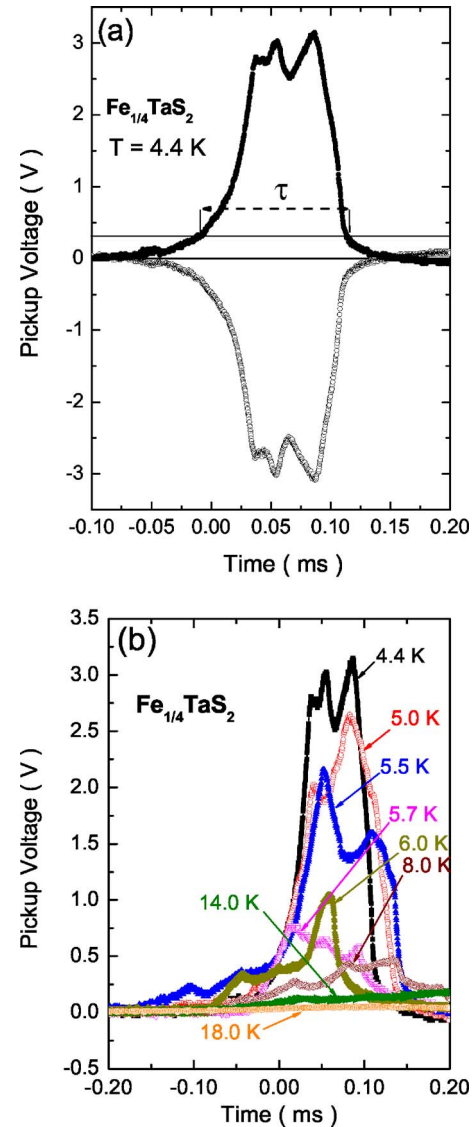 (a)
Fe1/4TaS2
T = 4.4 K
τ
3
2
1
0
-1
-2
-3
Pickup Voltage ( V )
-0.10 -0.05 0.00 0.05 0.10 0.15 0.20
Time ( ms )
(b)
Fe1/4TaS2
4.4 K
5.0 K
5.5 K
5.7 K
6.0 K
8.0 K
14.0 K
18.0 K
3.5
3.0
2.5
2.0
1.5
1.0
0.5
0.0
-0.5
Pickup Voltage ( V )
-0.20 -0.10 0.00 0.10 0.20
Time ( ms )